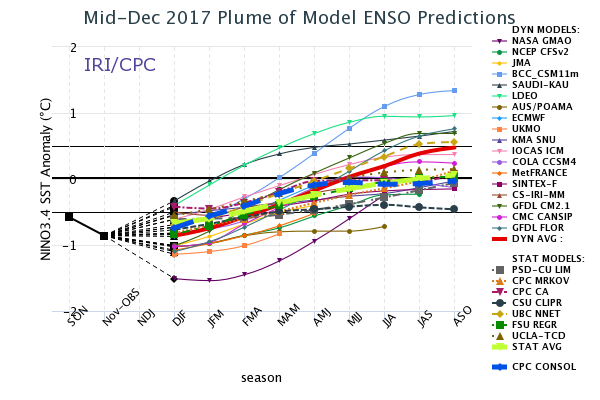 Mid-Dec 2017 Plume of Model ENSO Predictions
IRI/CPC
NINO3.4 SST Anomaly (°C)
2
1
0
-1
-2
SON
Nov-OBS
NDJ
DJF
JFM
FMA
MAM
AMJ
MJJ
JJA
JAS
ASO
season
DYN MODELS:
NASA GMAO
NCEP CFSv2
JMA
BCC_CSM11m
SAUDI-KAU
LDEO
AUS/POAMA
ECMWF
UKMO
KMA SNU
IOCAS ICM
COLA CCSM4
MetFRANCE
SINTEX-F
CS-IRI-MM
GFDL CM2.1
CMC CANSIP
GFDL FLOR
DYN AVG :
STAT MODELS:
PSD-CU LIM
CPC MRKOV
CPC CA
CSU CLIPR
UBC NNET
FSU REGR
UCLA-TCD
STAT AVG
CPC CONSOL